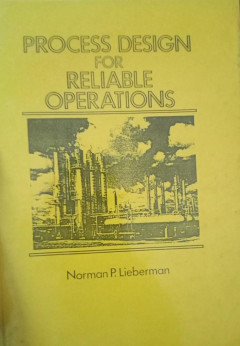 PROCESS DESIGN
FOR
RELIABLE
OPERATIONS
Norman P. Lieberman